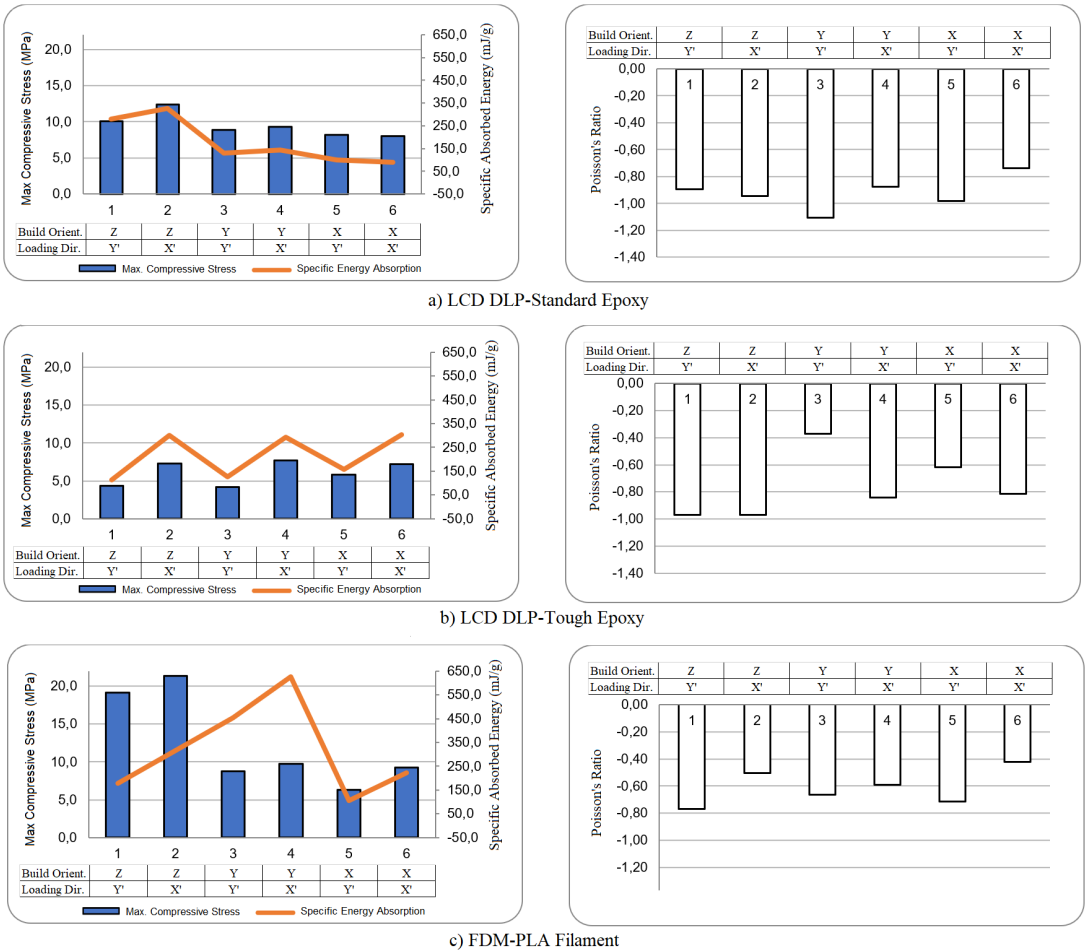 Max Compressive Stress (MPa)
20,0
15,0
10,0
5,0
0,0
650,0
550,0
450,0
350,0
250,0
150,0
50,0
-50,0
Specific Absorbed Energy (mJ/g)
1 2 3 4 5 6
Build Orient. Z Z Y Y X X
Loading Dir. Y' X' Y' X' Y' X'
Max. Compressive Stress Specific Energy Absorption
Build Orient. Z Z Y Y X X
Loading Dir. Y' X' Y' X' Y' X'
Poisson's Ratio
0,00
-0,20
-0,40
-0,60
-0,80
-1,00
-1,20
-1,40
1 2 3 4 5 6
a) LCD DLP-Standard Epoxy
Max Compressive Stress (MPa)
20,0
15,0
10,0
5,0
0,0
650,0
550,0
450,0
350,0
250,0
150,0
50,0
-50,0
Specific Absorbed Energy (mJ/g)
1 2 3 4 5 6
Build Orient. Z Z Y Y X X
Loading Dir. Y' X' Y' X' Y' X'
Max. Compressive Stress Specific Energy Absorption
Build Orient. Z Z Y Y X X
Loading Dir. Y' X' Y' X' Y' X'
Poisson's Ratio
0,00
-0,20
-0,40
-0,60
-0,80
-1,00
-1,20
-1,40
1 2 3 4 5 6
b) LCD DLP-Tough Epoxy
Max Compressive Stress (MPa)
20,0
15,0
10,0
5,0
0,0
650,0
550,0
450,0
350,0
250,0
150,0
50,0
-50,0
Specific Absorbed Energy (mJ/g)
1 2 3 4 5 6
Build Orient. Z Z Y Y X X
Loading Dir. Y' X' Y' X' Y' X'
Max. Compressive Stress Specific Energy Absorption
Build Orient. Z Z Y Y X X
Loading Dir. Y' X' Y' X' Y' X'
Poisson's Ratio
0,00
-0,20
-0,40
-0,60
-0,80
-1,00
-1,20
1 2 3 4 5 6
c) FDM-PLA Filament